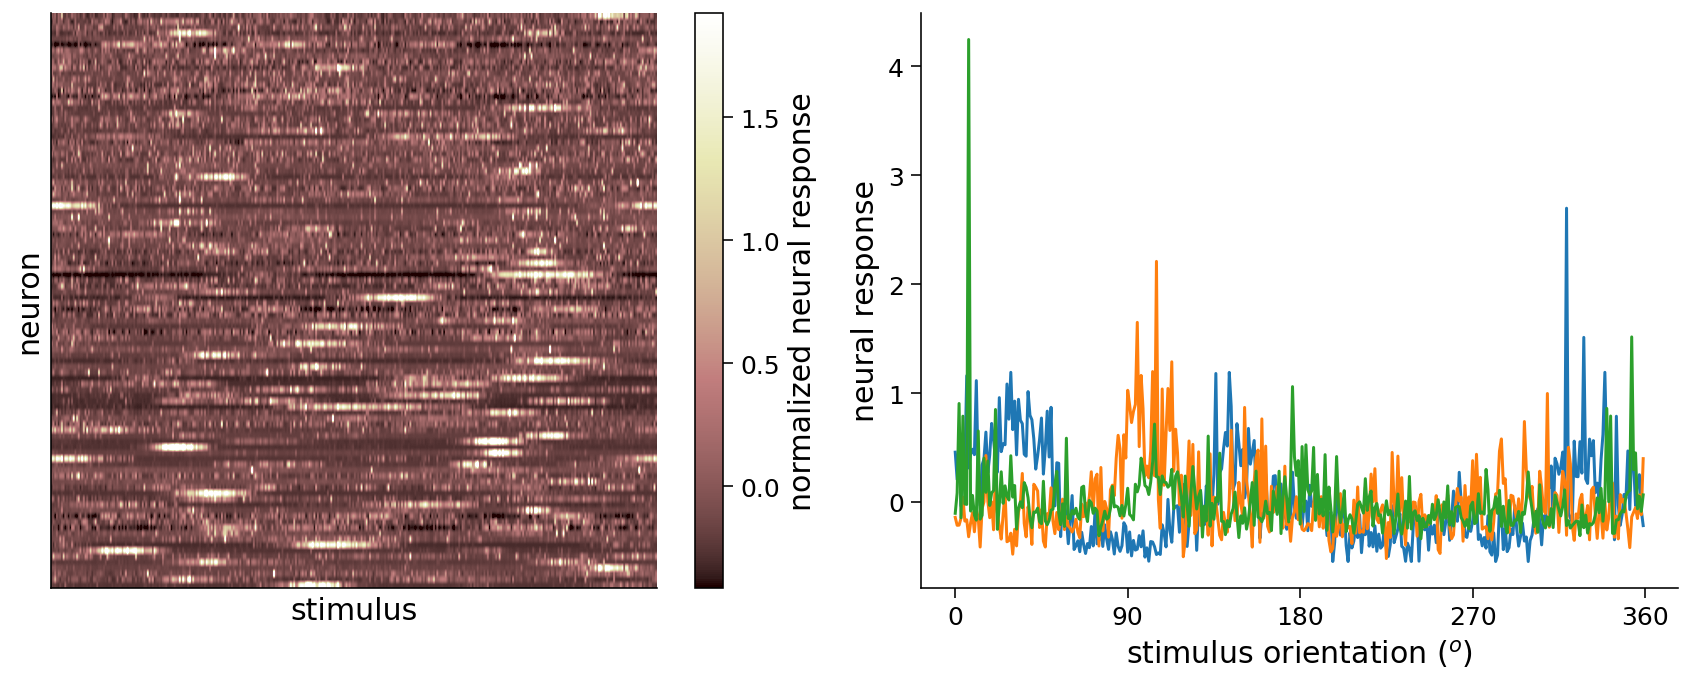 neuron
stimulus
1.5
1.0
0.5
0.0
normalized neural response
neural response
4
3
2
1
0
0 90 180 270 360
stimulus orientation (°)